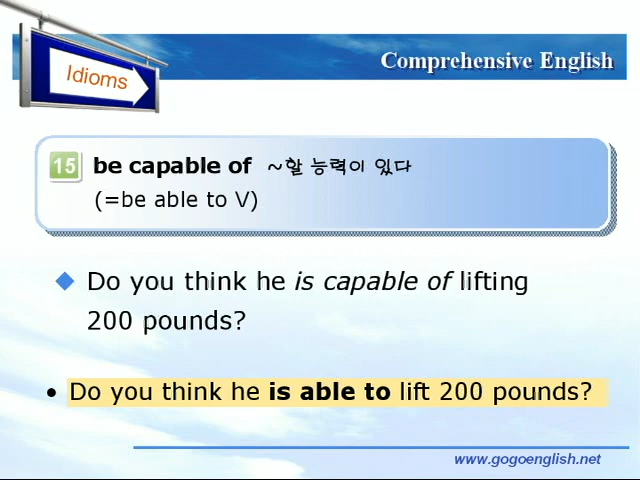 Idioms
Comprehensive English
15 be capable of ~할 능력이 있다
(=be able to V)
Do you think he is capable of lifting
200 pounds?
• Do you think he is able to lift 200 pounds?
www.gogoenglish.net